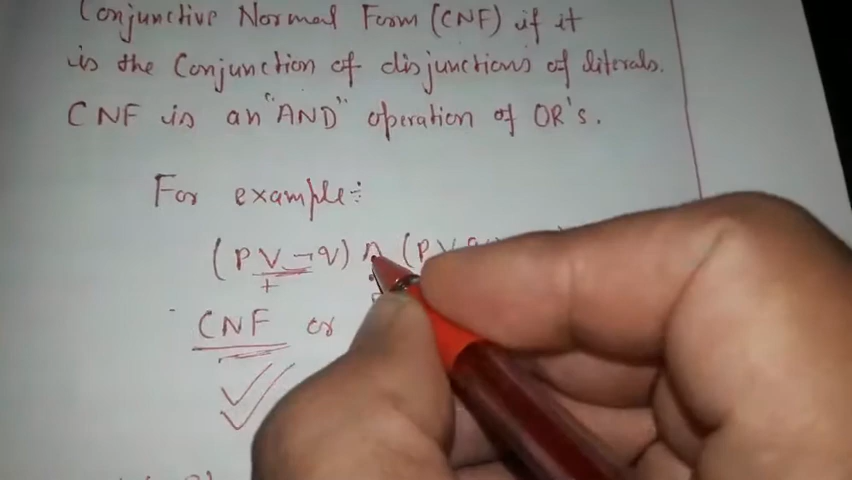 Conjunctive Normal Form (CNF) if it
is the Conjunction of disjunctions of literals.
CNF is an "AND" operation of OR's.
For example:
(P V ¬q) ∧ (P V
+
CNF or